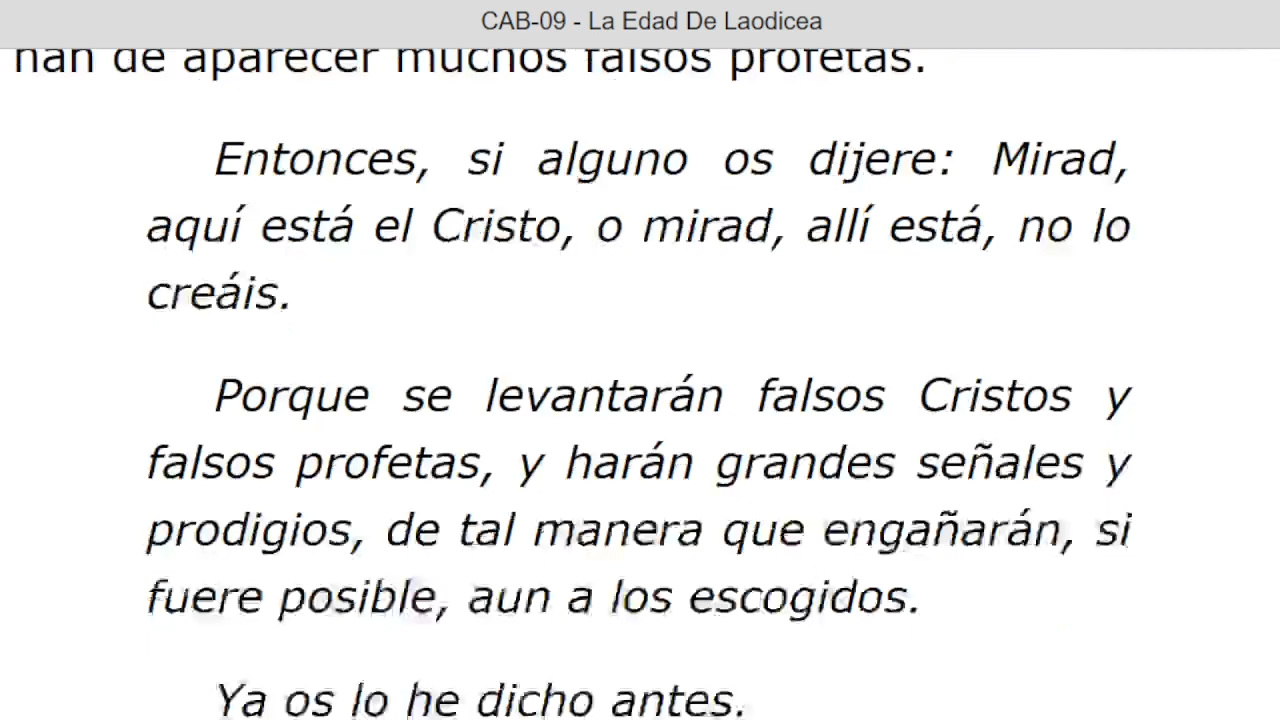 CAB-09 - La Edad De Laodicea
han de aparecer muchos falsos profetas.
Entonces, si alguno os dijere: Mirad,
aquí está el Cristo, o mirad, allí está, no lo
creáis.
Porque se levantarán falsos Cristos y
falsos profetas, y harán grandes señales y
prodigios, de tal manera que engañarán, si
fuere posible, aun a los escogidos.
Ya os lo he dicho antes.